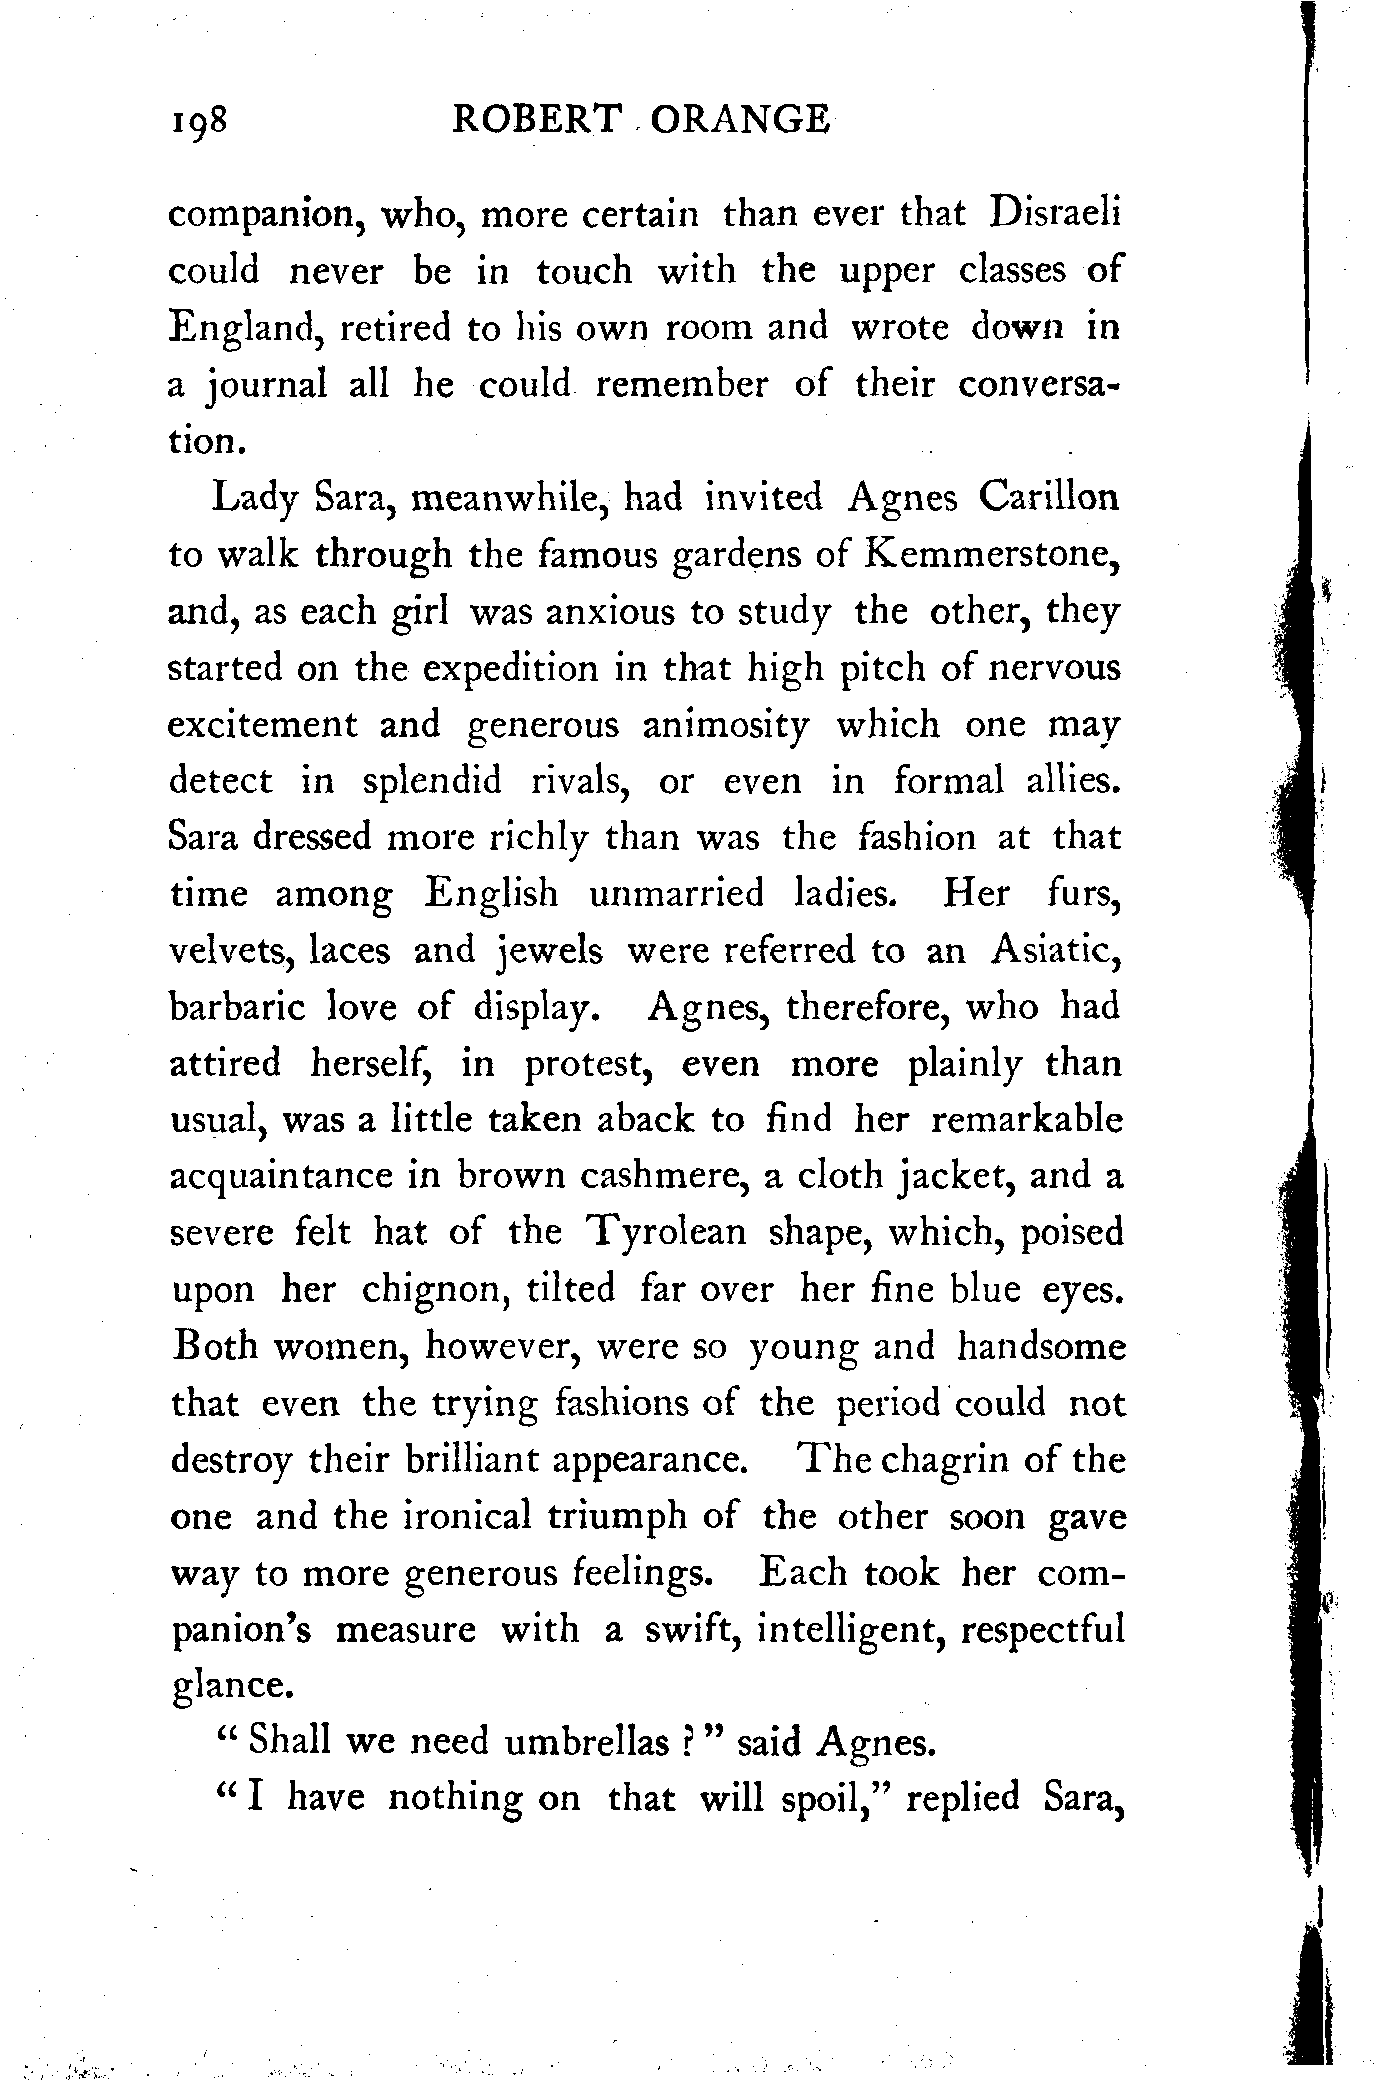 198 ROBERT ORANGE
companion, who, more certain than ever that Disraeli
could never be in touch with the upper classes of
England, retired to his own room and wrote down in
a journal all he could remember of their conversa-
tion.
Lady Sara, meanwhile, had invited Agnes Carillon
to walk through the famous gardens of Kemmerstone,
and, as each girl was anxious to study the other, they
started on the expedition in that high pitch of nervous
excitement and generous animosity which one may
detect in splendid rivals, or even in formal allies.
Sara dressed more richly than was the fashion at that
time among English unmarried ladies. Her furs,
velvets, laces and jewels were referred to an Asiatic,
barbaric love of display. Agnes, therefore, who had
attired herself, in protest, even more plainly than
usual, was a little taken aback to find her remarkable
acquaintance in brown cashmere, a cloth jacket, and a
severe felt hat of the Tyrolean shape, which, poised
upon her chignon, tilted far over her fine blue eyes.
Both women, however, were so young and handsome
that even the trying fashions of the period could not
destroy their brilliant appearance. The chagrin of the
one and the ironical triumph of the other soon gave
way to more generous feelings. Each took her com-
panion's measure with a swift, intelligent, respectful
glance.
“ Shall we need umbrellas ? ” said Agnes.
“ I have nothing on that will spoil,” replied Sara,